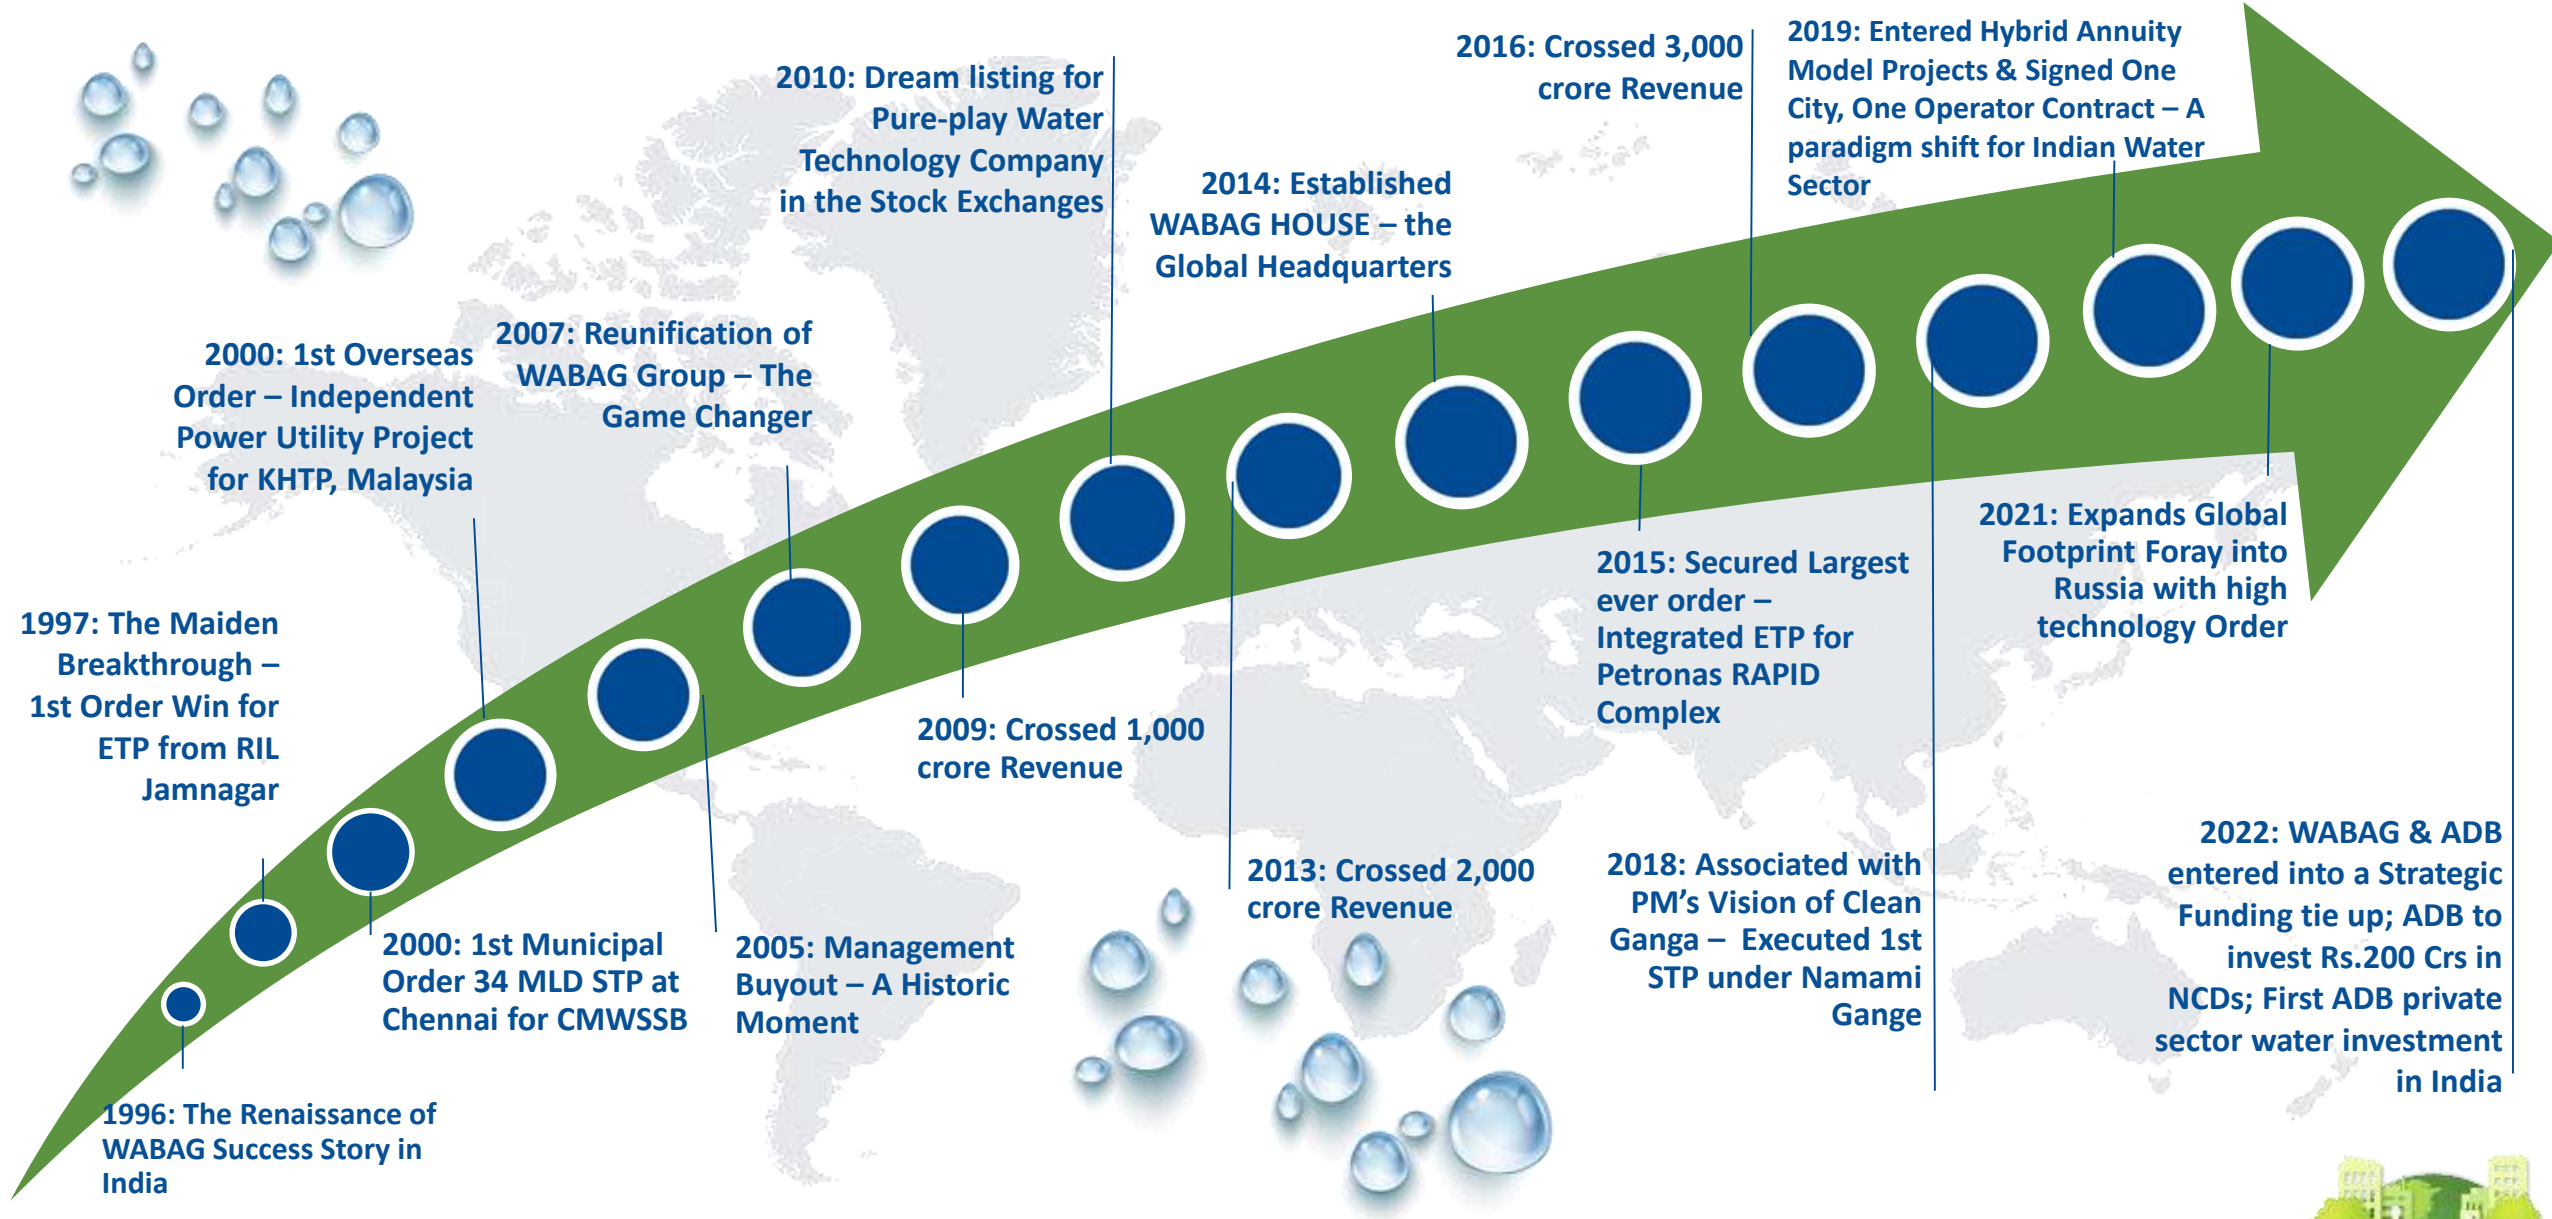 1996: The Renaissance of
WABAG Success Story in
India
1997: The Maiden
Breakthrough –
1st Order Win for
ETP from RIL
Jamnagar
2000: 1st Municipal
Order 34 MLD STP at
Chennai for CMWSSB
2000: 1st Overseas
Order – Independent
Power Utility Project
for KHTP, Malaysia
2005: Management
Buyout – A Historic
Moment
2007: Reunification of
WABAG Group – The
Game Changer
2009: Crossed 1,000
crore Revenue
2010: Dream listing for
Pure-play Water
Technology Company
in the Stock Exchanges
2013: Crossed 2,000
crore Revenue
2014: Established
WABAG HOUSE – the
Global Headquarters
2015: Secured Largest
ever order –
Integrated ETP for
Petronas RAPID
Complex
2016: Crossed 3,000
crore Revenue
2018: Associated with
PM’s Vision of Clean
Ganga – Executed 1st
STP under Namami
Gange
2019: Entered Hybrid Annuity
Model Projects & Signed One
City, One Operator Contract – A
paradigm shift for Indian Water
Sector
2021: Expands Global
Footprint Foray into
Russia with high
technology Order
2022: WABAG & ADB
entered into a Strategic
Funding tie up; ADB to
invest Rs.200 Crs in
NCDs; First ADB private
sector water investment
in India